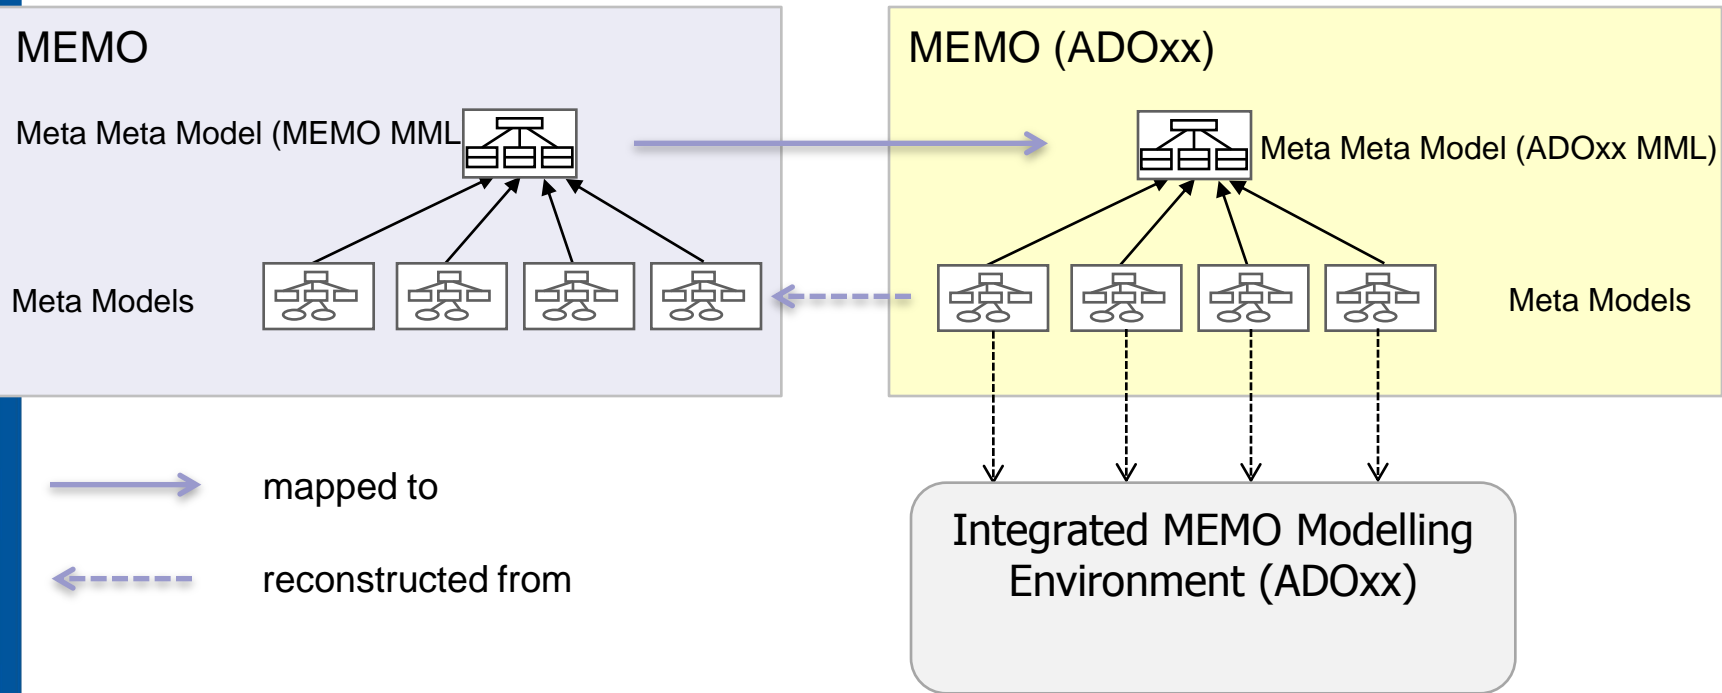 MEMO
Meta Meta Model (MEMO MML
Meta Models
MEMO (ADOxx)
Meta Meta Model (ADOxx MML)
Meta Models
mapped to
reconstructed from
Integrated MEMO Modelling
Environment (ADOxx)